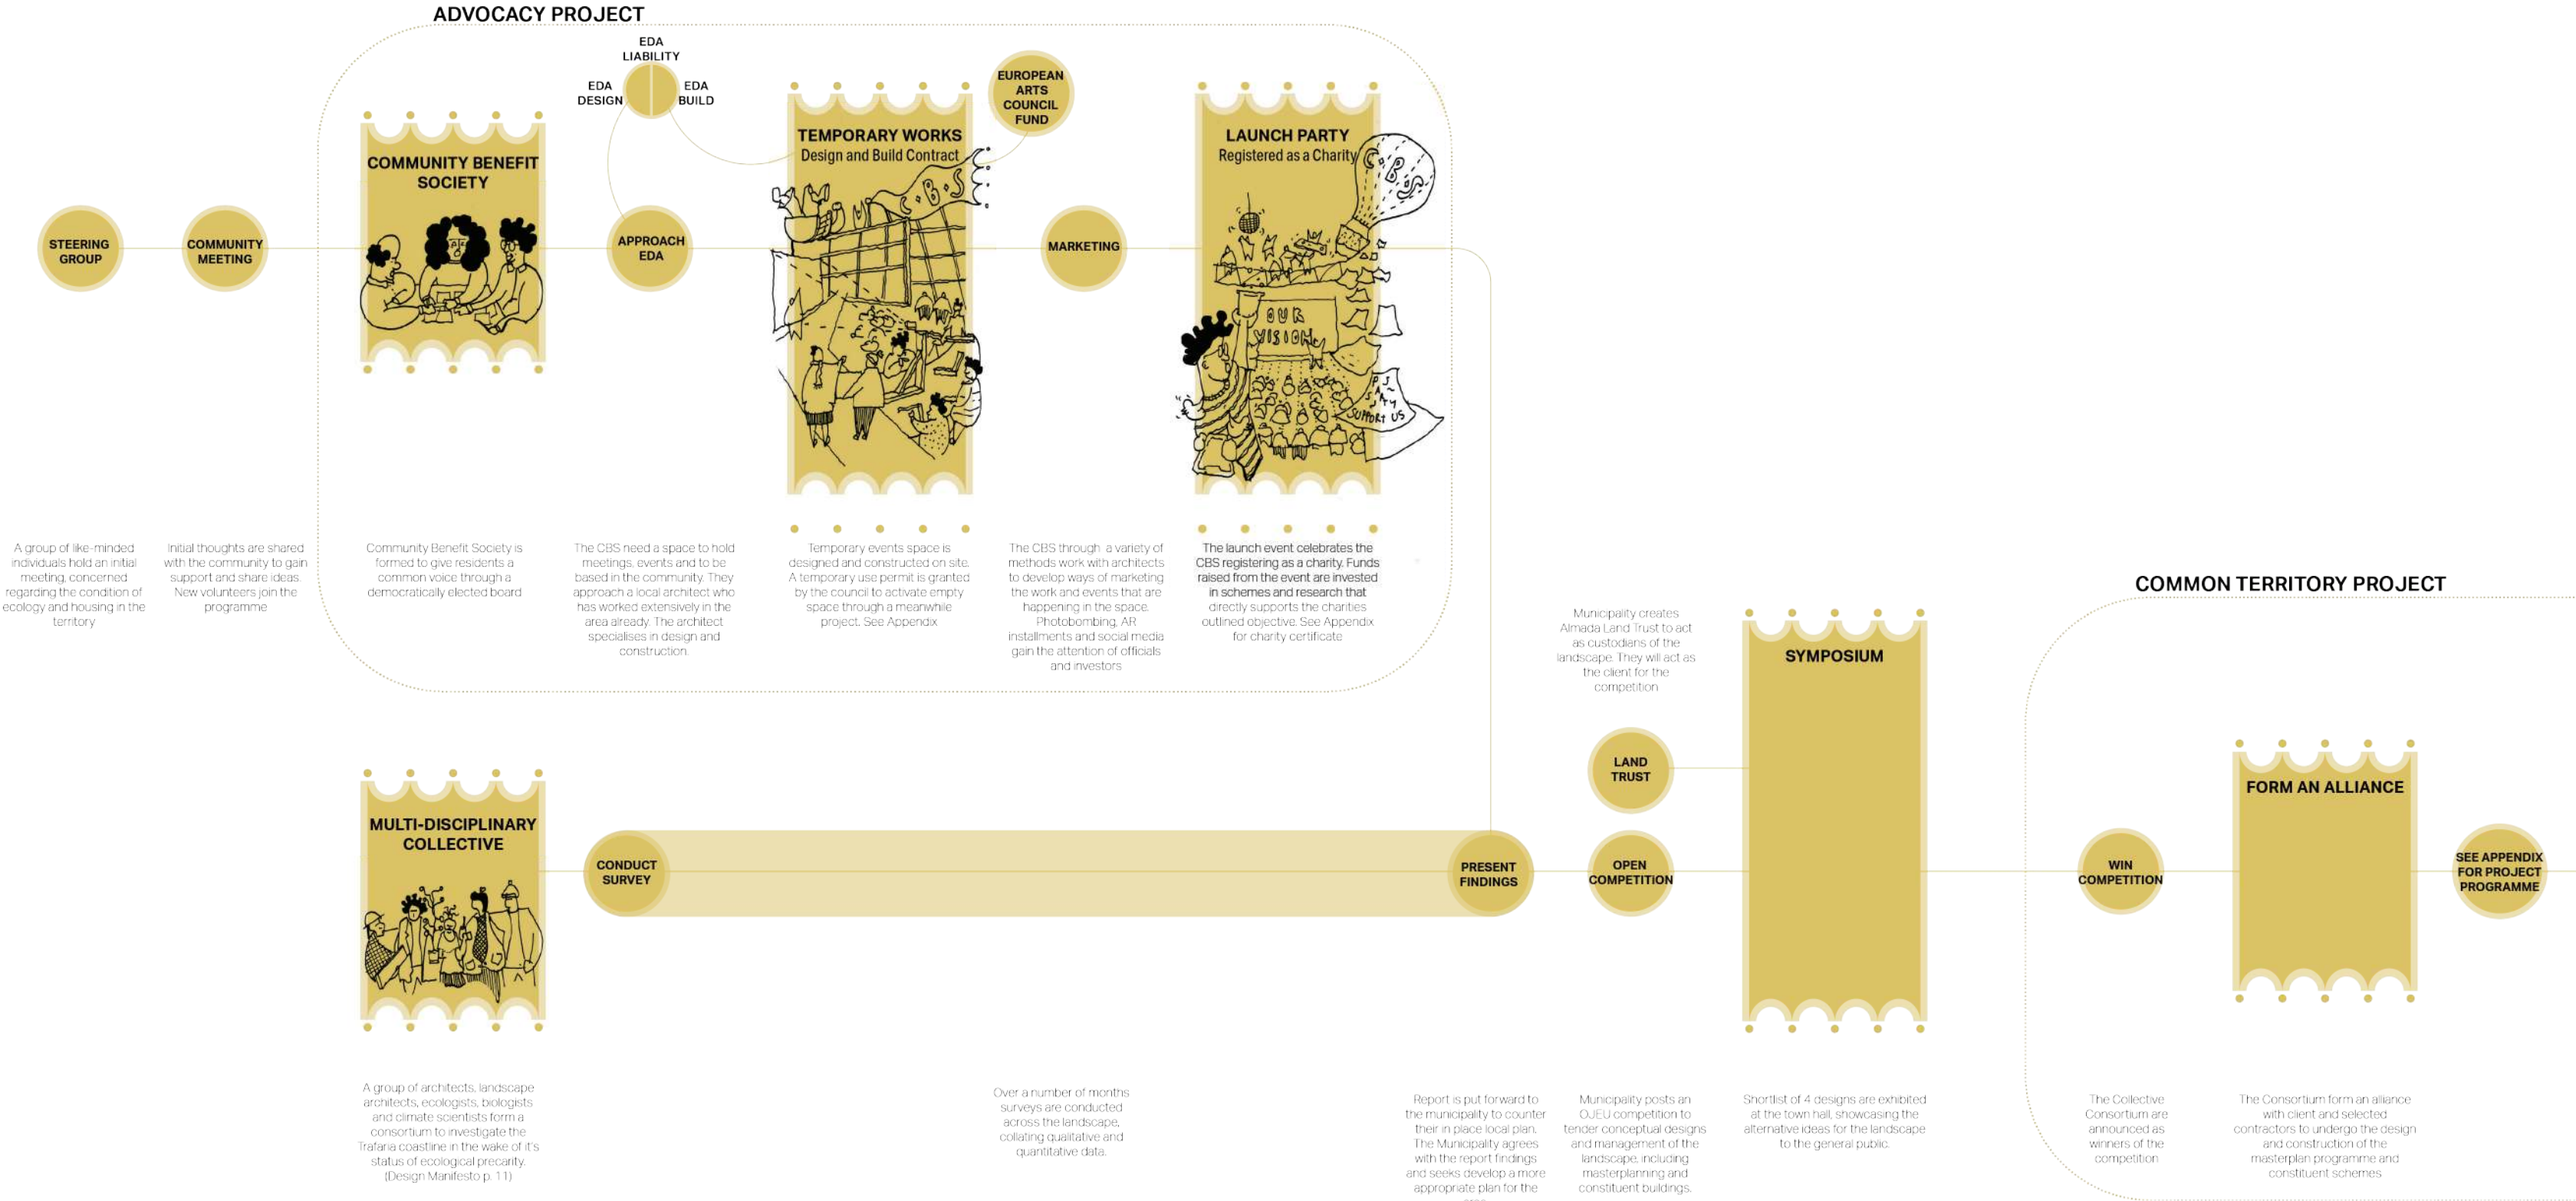 ADVOCACY PROJECT
EDA
LIABILITY
EDA
DESIGN
EDA
BUILD
EUROPEAN
ARTS
COUNCIL
FUND
STEERING
GROUP
COMMUNITY
MEETING
COMMUNITY BENEFIT
SOCIETY
APPROACH
EDA
TEMPORARY WORKS
Design and Build Contract
C·B·S
MARKETING
LAUNCH PARTY
Registered as a Charity
C·B·S
OUR
VISION
SUPPORT US
A group of like-minded
individuals hold an initial
meeting, concerned
regarding the condition of
ecology and housing in the
territory
Initial thoughts are shared
with the community to gain
support and share ideas.
New volunteers join the
programme
Community Benefit Society is
formed to give residents a
common voice through a
democratically elected board
The CBS need a space to hold
meetings, events and to be
based in the community. They
approach a local architect who
has worked extensively in the
area already. The architect
specialises in design and
construction.
Temporary events space is
designed and constructed on site.
A temporary use permit is granted
by the council to activate empty
space through a meanwhile
project. See Appendix
The CBS through a variety of
methods work with architects
to develop ways of marketing
the work and events that are
happening in the space.
Photobombing, AR
installments and social media
gain the attention of officials
and investors
The launch event celebrates the
CBS registering as a charity. Funds
raised from the event are invested
in schemes and research that
directly supports the charities
outlined objective. See Appendix
for charity certificate
COMMON TERRITORY PROJECT
Municipality creates
Almada Land Trust to act
as custodians of the
landscape. They will act as
the client for the
competition
LAND
TRUST
SYMPOSIUM
MULTI-DISCIPLINARY
COLLECTIVE
CONDUCT
SURVEY
PRESENT
FINDINGS
OPEN
COMPETITION
WIN
COMPETITION
FORM AN ALLIANCE
SEE APPENDIX
FOR PROJECT
PROGRAMME
A group of architects, landscape
architects, ecologists, biologists
and climate scientists form a
consortium to investigate the
Trafaria coastline in the wake of it's
status of ecological precarity.
(Design Manifesto p. 11)
Over a number of months
surveys are conducted
across the landscape,
collating qualitative and
quantitative data.
Report is put forward to
the municipality to counter
their in place local plan.
The Municipality agrees
with the report findings
and seeks develop a more
appropriate plan for the
Municipality posts an
OJEU competition to
tender conceptual designs
and management of the
landscape, including
masterplanning and
constituent buildings.
Shortlist of 4 designs are exhibited
at the town hall, showcasing the
alternative ideas for the landscape
to the general public.
The Collective
Consortium are
announced as
winners of the
competition
The Consortium form an alliance
with client and selected
contractors to undergo the design
and construction of the
masterplan programme and
constituent schemes